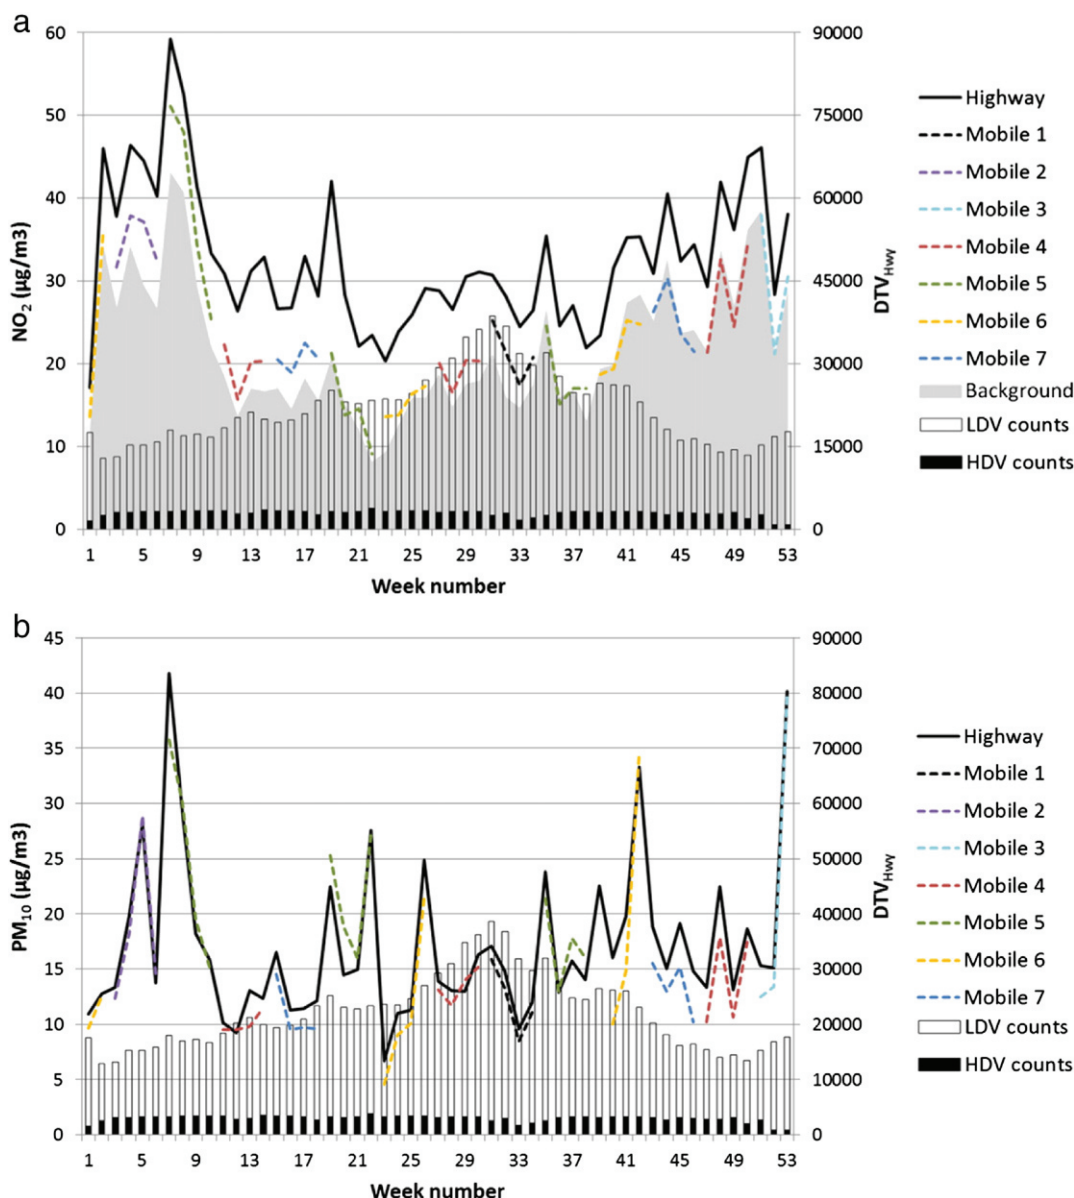 a
60
90000
50
75000
40
60000
30
45000
20
30000
10
15000
0
0
NO2 (µg/m3)
DTVHwy
1 5 9 13 17 21 25 29 33 37 41 45 49 53
Week number
Highway
Mobile 1
Mobile 2
Mobile 3
Mobile 4
Mobile 5
Mobile 6
Mobile 7
Background
LDV counts
HDV counts
b
45
90000
40
80000
35
70000
30
60000
25
50000
20
40000
15
30000
10
20000
5
10000
0
0
PM10 (µg/m3)
DTVHwy
1 5 9 13 17 21 25 29 33 37 41 45 49 53
Week number
Highway
Mobile 1
Mobile 2
Mobile 3
Mobile 4
Mobile 5
Mobile 6
Mobile 7
LDV counts
HDV counts